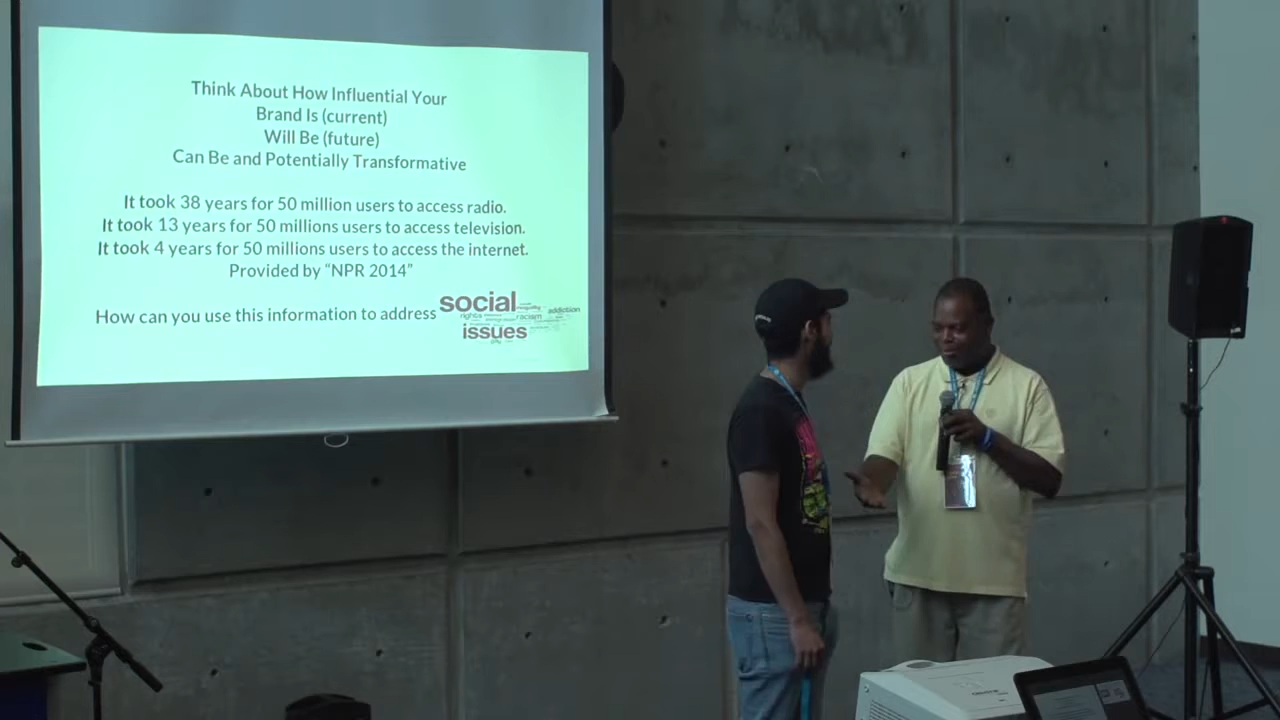 Think About How Influential Your
Brand Is (current)
Will Be (future)
Can Be and Potentially Transformative
It took 38 years for 50 million users to access radio.
It took 13 years for 50 millions users to access television.
It took 4 years for 50 millions users to access the internet.
Provided by “NPR 2014”
How can you use this information to address
social
inequality
addiction
rights
racism
issues